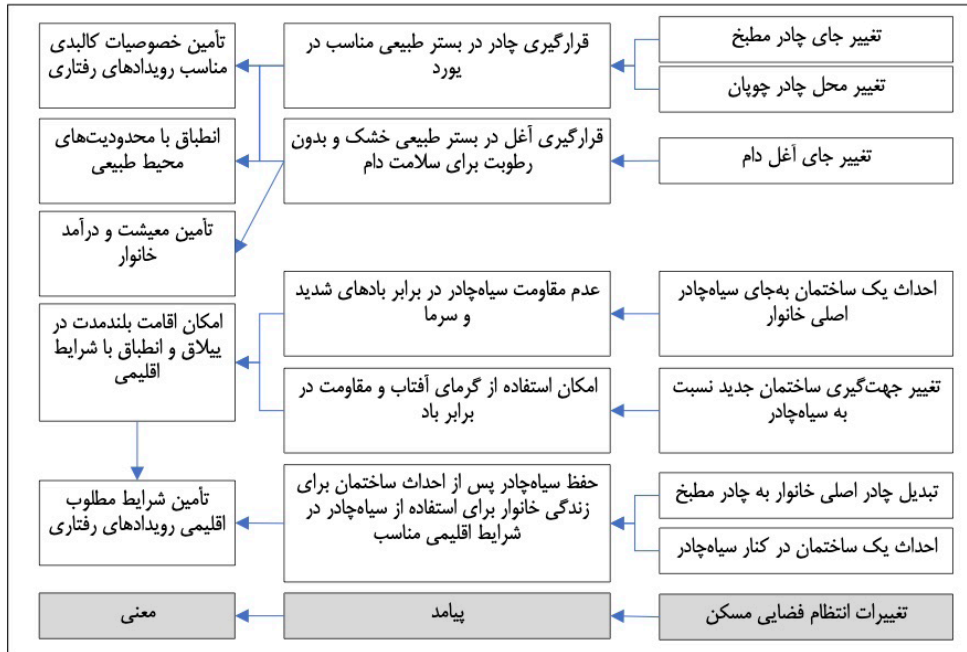 تغییر جای چادر مطبخ
تغییر محل چادر چوپان
قرارگیری چادر در بستر طبیعی مناسب در
یورد
تأمین خصوصیات کالبدی
مناسب رویدادهای رفتاری
تغییر جای آغل دام
قرارگیری آغل در بستر طبیعی خشک و بدون
رطوبت برای سلامت دام
انطباق با محدودیت‌های
محیط طبیعی
تأمین معیشت و درآمد
خانوار
احداث یک ساختمان به‌جای سیاه‌چادر
اصلی خانوار
عدم مقاومت سیاه‌چادر در برابر بادهای شدید
و سرما
امکان اقامت بلندمدت در
ییلاق و انطباق با شرایط
اقلیمی
تغییر جهت‌گیری ساختمان جدید نسبت
به سیاه‌چادر
امکان استفاده از گرمای آفتاب و مقاومت در
برابر باد
تبدیل چادر اصلی خانوار به چادر مطبخ
احداث یک ساختمان در کنار سیاه‌چادر
حفظ سیاه‌چادر پس از احداث ساختمان برای
زندگی خانوار برای استفاده از سیاه‌چادر در
شرایط اقلیمی مناسب
تأمین شرایط مطلوب
اقلیمی رویدادهای رفتاری
تغییرات انتظام فضایی مسکن
پیامد
معنی